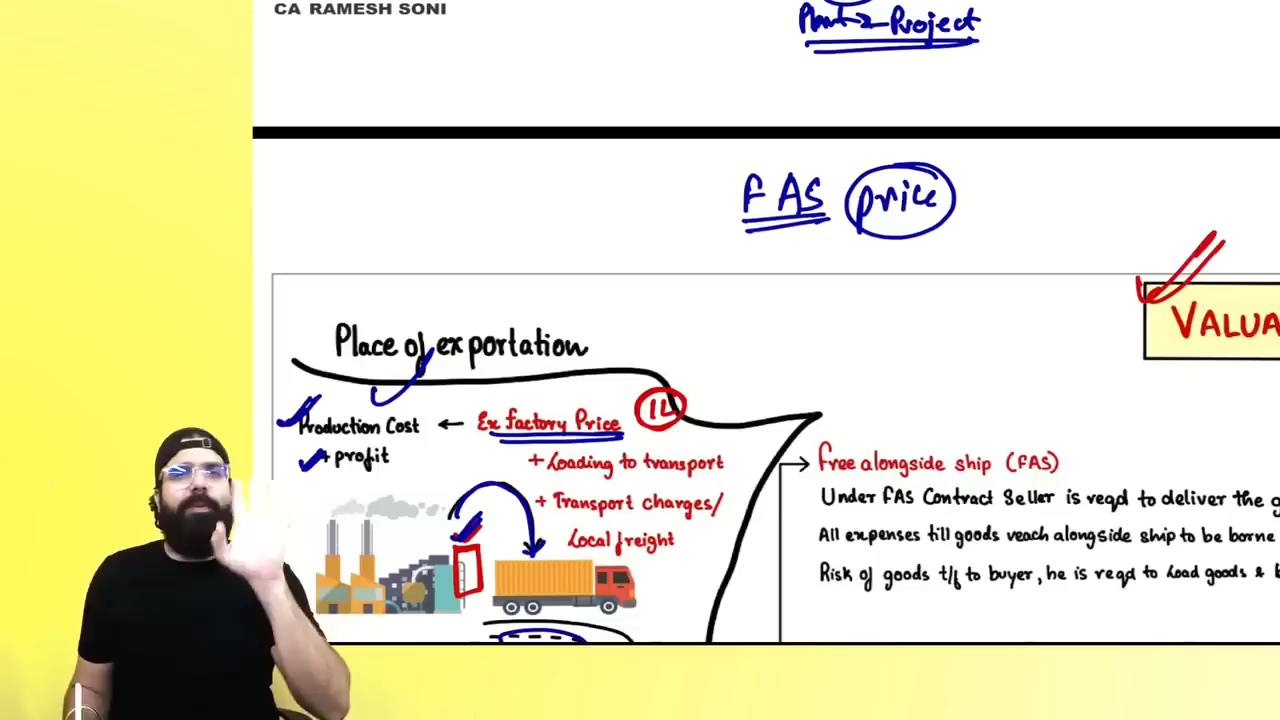 CA RAMESH SONI
Plant & Project
FAS price
VALUA
Place of exportation
Production Cost ← Ex factory Price 1L
+ profit
+ Loading to transport
+ Transport charges/
Local freight
Free alongside ship (FAS)
Under FAS Contract Seller is reqd to deliver the g
All expenses till goods reach alongside ship to be borne
Risk of goods t/f to buyer, he is reqd to Load goods &